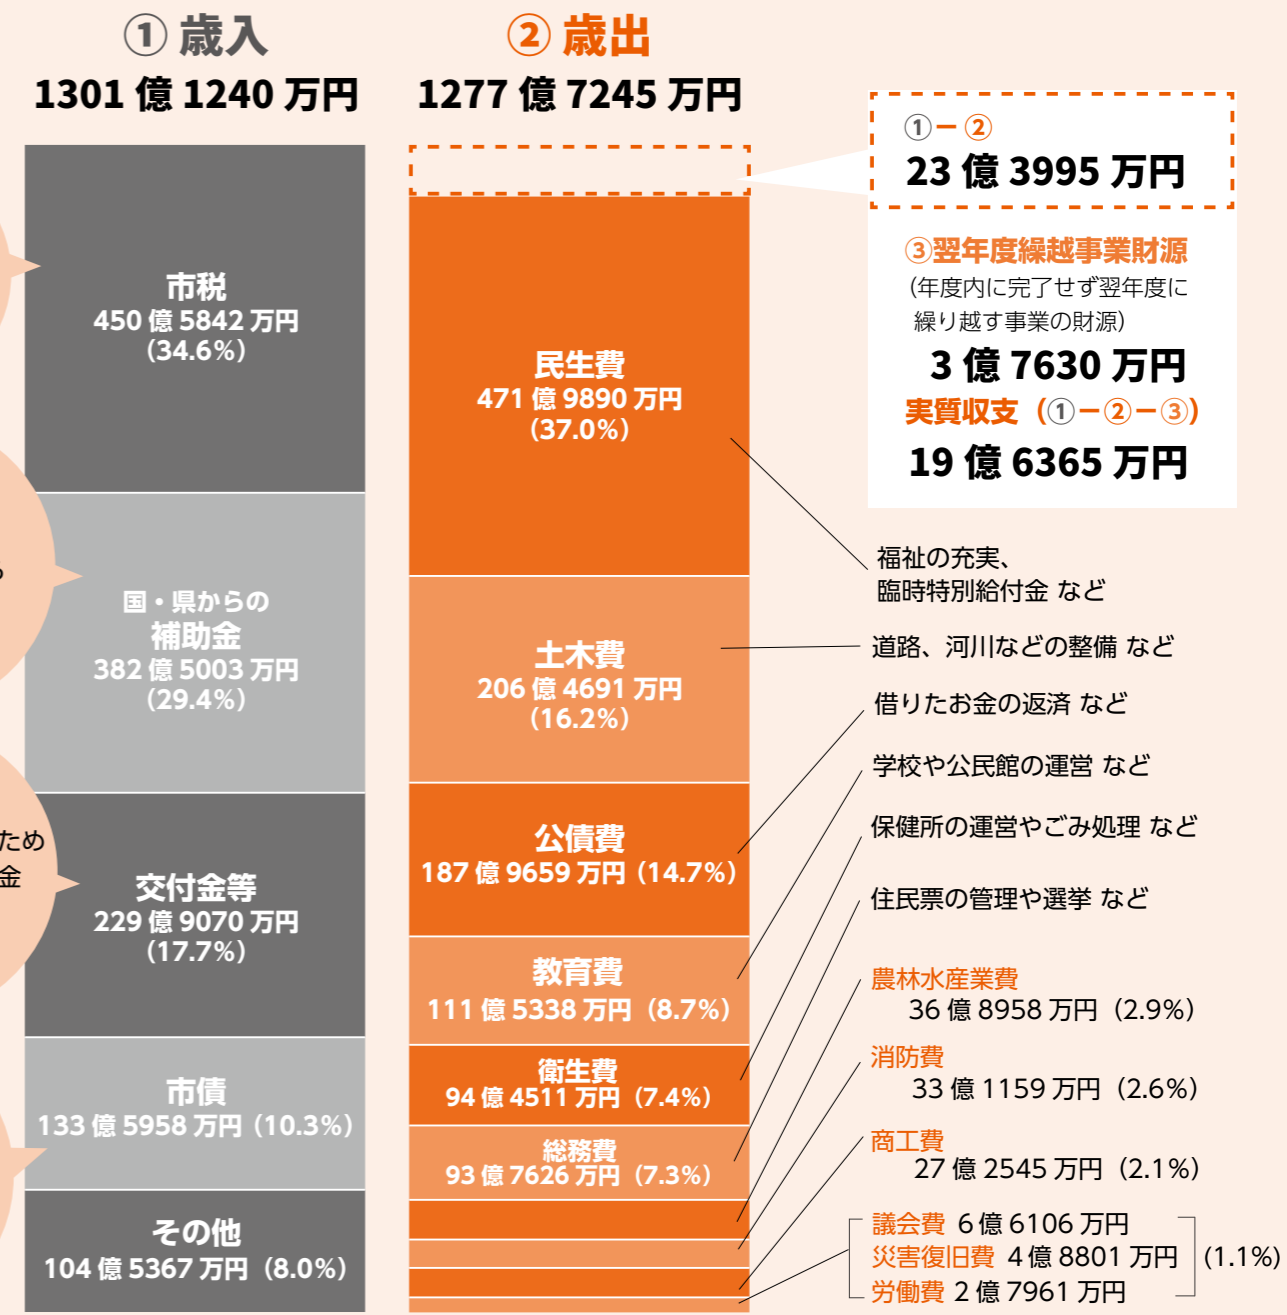 ① 歳入
1301 億 1240 万円
市税
450 億 5842 万円
(34.6%)
国・県からの
補助金
382 億 5003 万円
(29.4%)
ため
金
交付金等
229 億 9070 万円
(17.7%)
市債
133 億 5958 万円 (10.3%)
その他
104 億 5367 万円 (8.0%)
② 歳出
1277 億 7245 万円
民生費
471 億 9890 万円
(37.0%)
土木費
206 億 4691 万円
(16.2%)
公債費
187 億 9659 万円 (14.7%)
教育費
111 億 5338 万円 (8.7%)
衛生費
94 億 4511 万円 (7.4%)
総務費
93 億 7626 万円 (7.3%)
①－②
23 億 3995 万円
③翌年度繰越事業財源
(年度内に完了せず翌年度に
繰り越す事業の財源)
3 億 7630 万円
実質収支 (①－②－③)
19 億 6365 万円
福祉の充実、
臨時特別給付金 など
道路、河川などの整備 など
借りたお金の返済 など
学校や公民館の運営 など
保健所の運営やごみ処理 など
住民票の管理や選挙 など
農林水産業費
36 億 8958 万円 (2.9%)
消防費
33 億 1159 万円 (2.6%)
商工費
27 億 2545 万円 (2.1%)
議会費 6 億 6106 万円
災害復旧費 4 億 8801 万円 (1.1%)
労働費 2 億 7961 万円